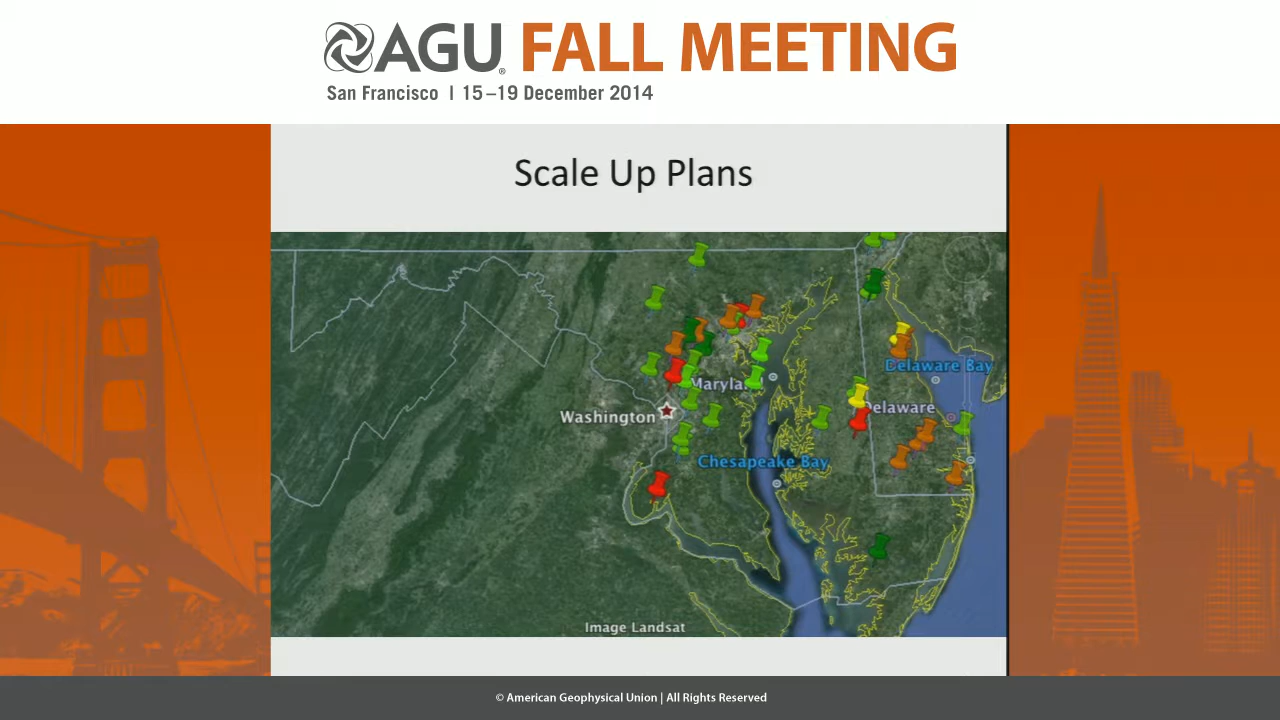 AGU FALL MEETING
San Francisco | 15–19 December 2014
Scale Up Plans
Delaware Bay
Maryland
Delaware
Washington
Chesapeake Bay
Image Landsat
© American Geophysical Union | All Rights Reserved